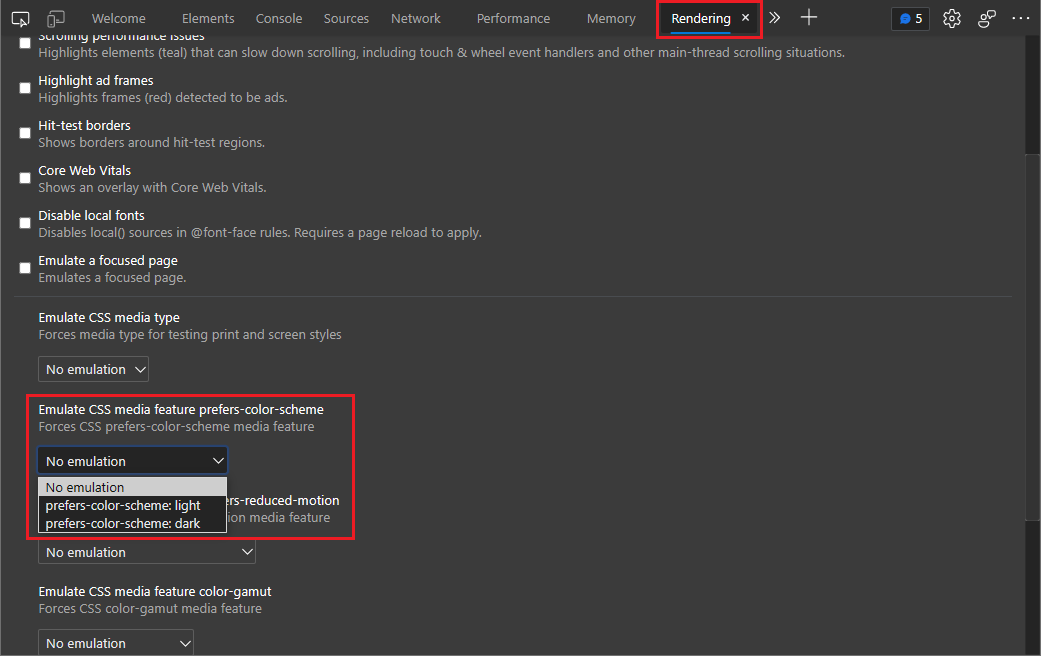 Welcome Elements Console Sources Network Performance Memory Rendering × 5
Scrolling performance issues
Highlights elements (teal) that can slow down scrolling, including touch & wheel event handlers and other main-thread scrolling situations.
Highlight ad frames
Highlights frames (red) detected to be ads.
Hit-test borders
Shows borders around hit-test regions.
Core Web Vitals
Shows an overlay with Core Web Vitals.
Disable local fonts
Disables local() sources in @font-face rules. Requires a page reload to apply.
Emulate a focused page
Emulates a focused page.
Emulate CSS media type
Forces media type for testing print and screen styles
No emulation
Emulate CSS media feature prefers-color-scheme
Forces CSS prefers-color-scheme media feature
No emulation
No emulation
prefers-color-scheme: light
prefers-color-scheme: dark
ers-reduced-motion
ion media feature
No emulation
Emulate CSS media feature color-gamut
Forces CSS color-gamut media feature
No emulation